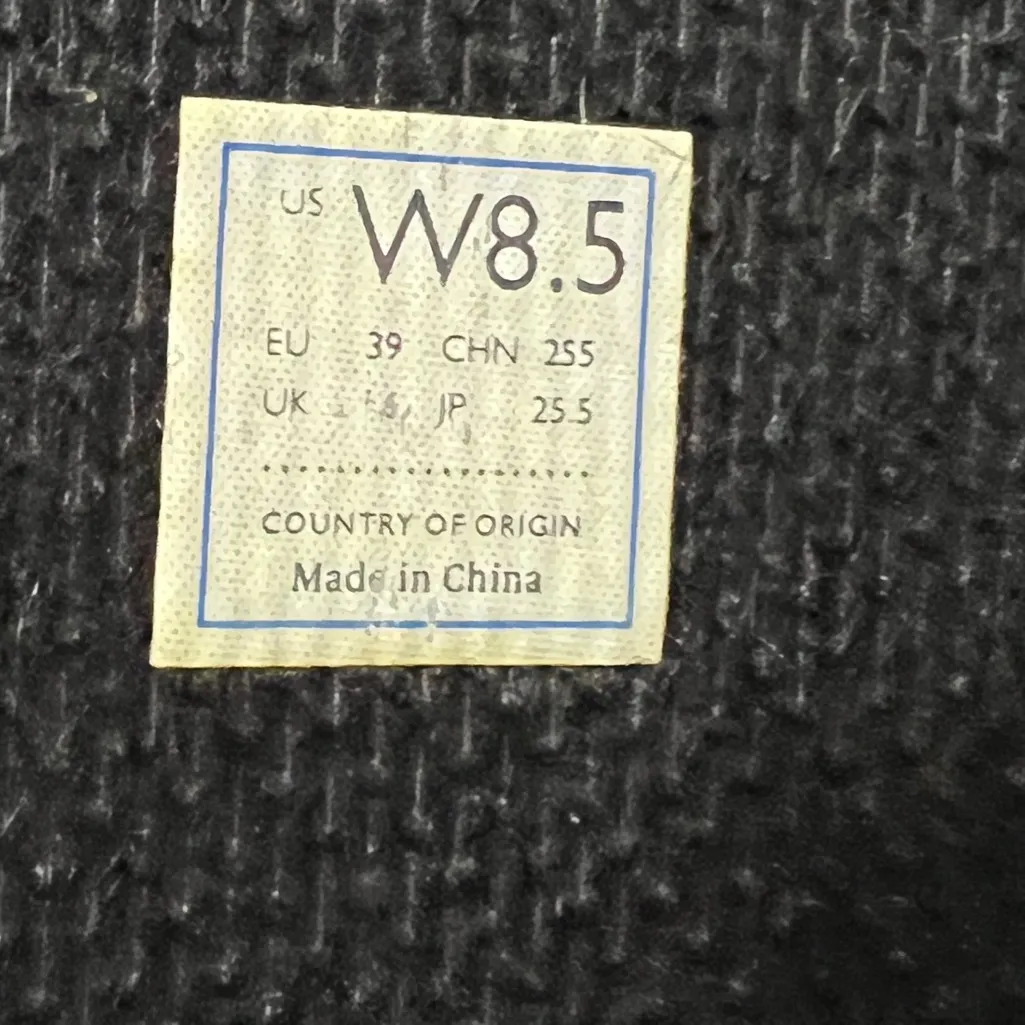 US W8.5
EU 39 CHN 255
UK JP 25.5
COUNTRY OF ORIGIN
Made in China